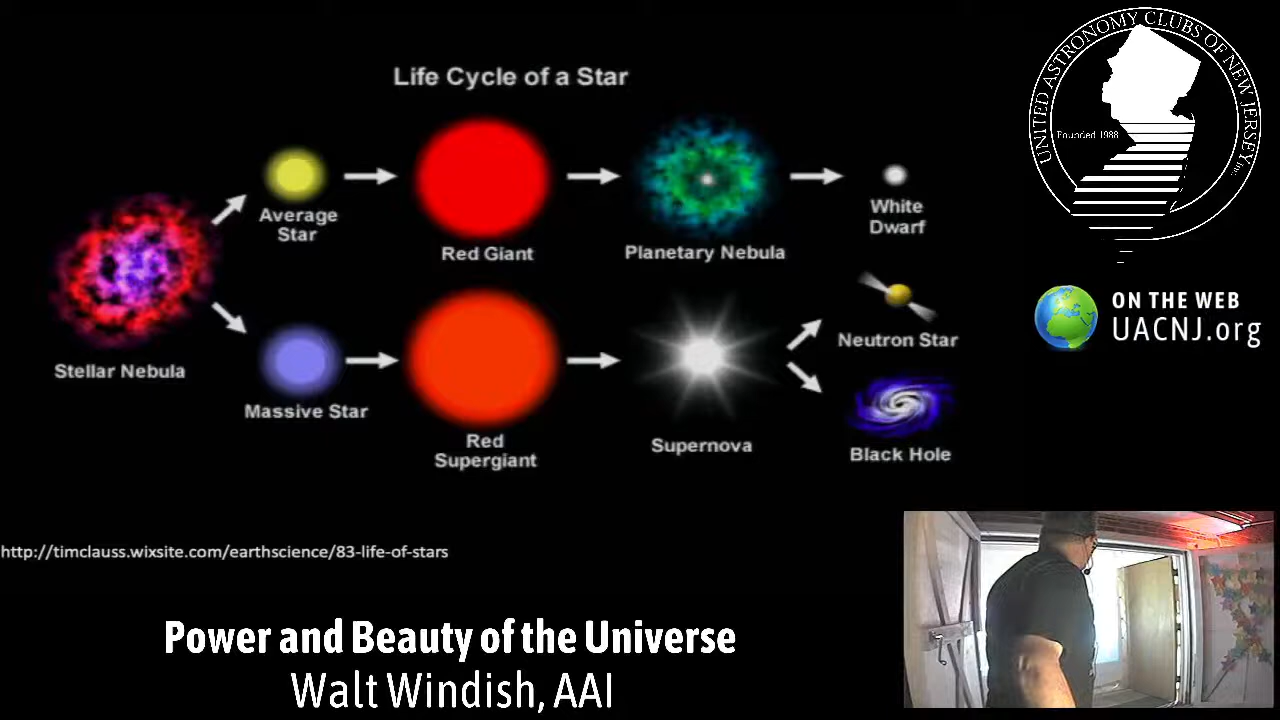 Life Cycle of a Star
UNITED ASTRONOMY CLUBS OF NEW JERSEY, Inc.
Founded 1988
Average
Star
Red Giant
Planetary Nebula
White
Dwarf
Stellar Nebula
Massive Star
Red
Supergiant
Supernova
Neutron Star
Black Hole
ON THE WEB
UACNJ.org
http://timclauss.wixsite.com/earthscience/83-life-of-stars
Power and Beauty of the Universe
Walt Windish, AAI